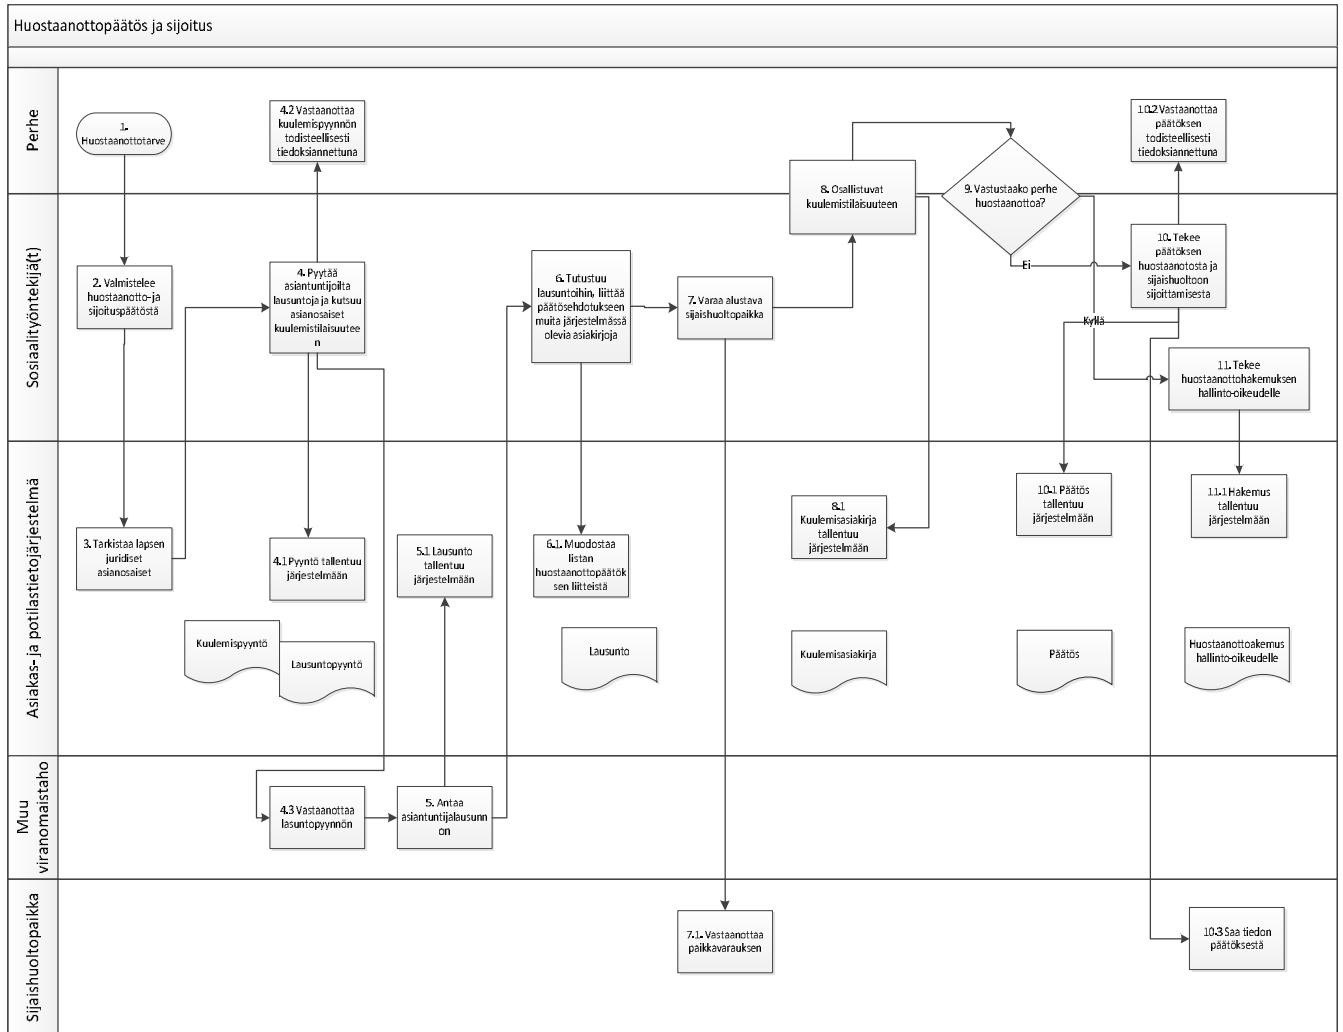 Huostaanottopäätös ja sijoitus
Perhe
1.
Huostaanottotarve
4.2 Vastaanottaa
kuulemispyynnön
todisteellisesti
tiedoksiannettuna
8. Osallistuvat
kuulemistilaisuuteen
9. Vastustaako perhe
huostaanottoa?
10.2 Vastaanottaa
päätöksen
todisteellisesti
tiedoksiannettuna
Sosiaalityöntekijä(t)
2. Valmistelee
huostaanotto- ja
sijoituspäätöstä
4. Pyytää
asiantuntijoilta
lausuntoja ja kutsuu
asianosaiset
kuulemistilaisuutee
n
6. Tutustuu
lausuntoihin, liittää
päätösehdotukseen
muita järjestelmässä
olevia asiakirjoja
7. Varaa alustava
sijaishuoltopaikka
Ei
10. Tekee
päätöksen
huostaanotosta ja
sijaishuoltoon
sijoittamisesta
Kyllä
11. Tekee
huostaanottohakemuksen
hallinto-oikeudelle
Asiakas- ja potilastietojärjestelmä
3. Tarkistaa lapsen
juridiset
asianosaiset
4.1 Pyyntö tallentuu
järjestelmään
5.1 Lausunto
tallentuu
järjestelmään
6.1. Muodostaa
listan
huostaanottopäätök
sen liitteistä
8.1
Kuulemisasiakirja
tallentuu
järjestelmään
10.1 Päätös
tallentuu
järjestelmään
11.1 Hakemus
tallentuu
järjestelmään
Kuulemispyyntö
Lausuntopyyntö
Lausunto
Kuulemisasiakirja
Päätös
Huostaanottoakemus
hallinto-oikeudelle
Muu
viranomaistaho
4.3 Vastaanottaa
lasuntopyynnön
5. Antaa
asiantuntijalausunn
on
Sijaishuoltopaikka
7.1. Vastaanottaa
paikkavarauksen
10.3 Saa tiedon
päätöksestä